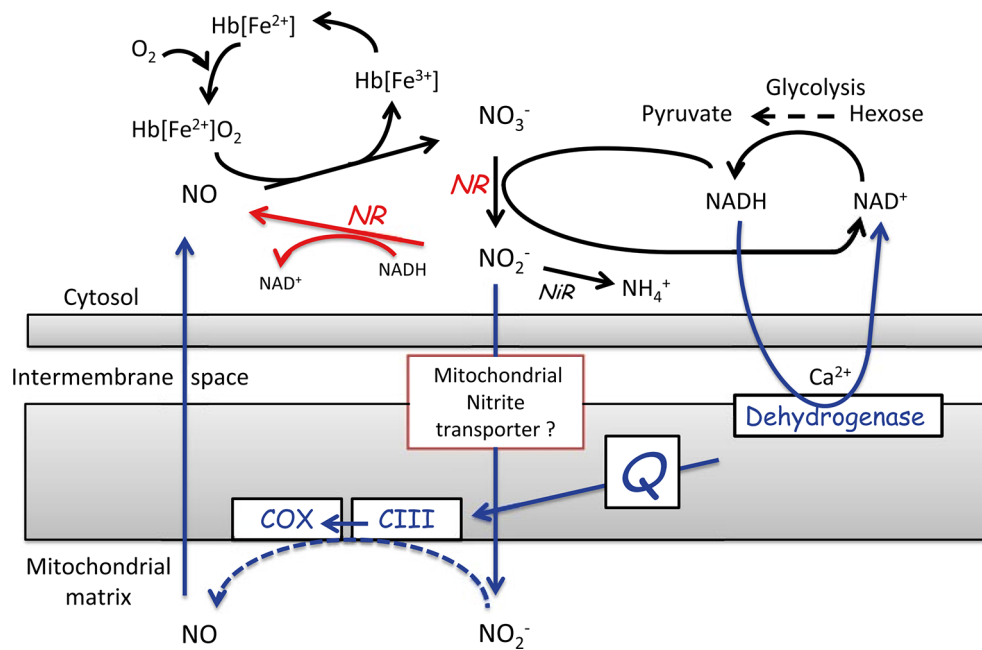 Hb[Fe²⁺]
O₂
Hb[Fe³⁺]
Hb[Fe²⁺]O₂
NO
NO₃⁻
NR
NR
NAD⁺
NADH
NO₂⁻
NiR
NH₄⁺
Glycolysis
Pyruvate
Hexose
NADH
NAD⁺
Cytosol
Intermembrane space
Mitochondrial
Nitrite
transporter ?
Ca²⁺
Dehydrogenase
Q
COX
CIII
Mitochondrial
matrix
NO
NO₂⁻